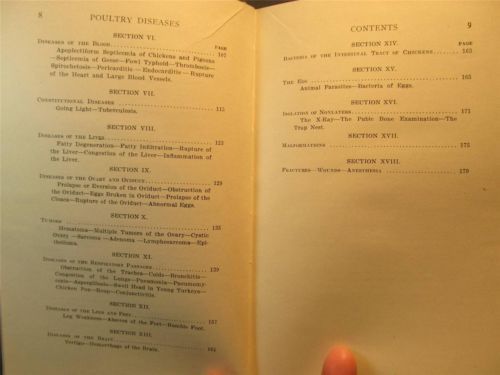 8 POULTRY DISEASES
SECTION VI.
PAGE
Diseases of the Blood 107
Apoplectiform Septicemia of Chickens and Pigeons
—Septicemia of Geese—Fowl Typhoid—Thrombosis—
Spirochetosis—Pericarditis—Endocarditis—Rupture
of the Heart and Large Blood Vessels.
SECTION VII.
Constitutional Diseases 115
Going Light—Tuberculosis.
SECTION VIII.
Diseases of the Liver 123
Fatty Degeneration—Fatty Infiltration—Rupture of
the Liver—Congestion of the Liver—Inflammation of
the Liver.
SECTION IX.
Diseases of the Ovary and Oviduct 129
Prolapse or Eversion of the Oviduct—Obstruction of
the Oviduct—Eggs Broken in Oviduct—Prolapse of the
Cloaca—Rupture of the Oviduct—Abnormal Eggs.
SECTION X.
Tumors 135
Hematoma—Multiple Tumors of the Ovary—Cystic
Ovary—Sarcoma—Adenoma—Lymphosarcoma—Epi-
thelioma.
SECTION XI.
Diseases of the Respiratory Passages 139
Obstruction of the Trachea—Colds—Bronchitis—
Congestion of the Lungs—Pneumonia—Pneumomy-
cosis—Aspergillosis—Swell Head in Young Turkeys—
Chicken Pox—Roup—Conjunctivitis.
SECTION XII.
Diseases of the Legs and Feet 157
Leg Weakness—Abscess of the Feet—Bumble Foot.
SECTION XIII.
Diseases of the Brain
Vertigo—Hemorrhage of the Brain.
CONTENTS 9
SECTION XIV.
PAGE
Bacteria of the Intestinal Tract of Chickens 163
SECTION XV.
The Egg 165
Animal Parasites—Bacteria of Eggs.
SECTION XVI.
Isolation of Nonlayers 171
The X-Ray—The Pubic Bone Examination—The
Trap Nest.
SECTION XVII.
Malformations 175
SECTION XVIII.
Fractures—Wounds—Anesthesia 179